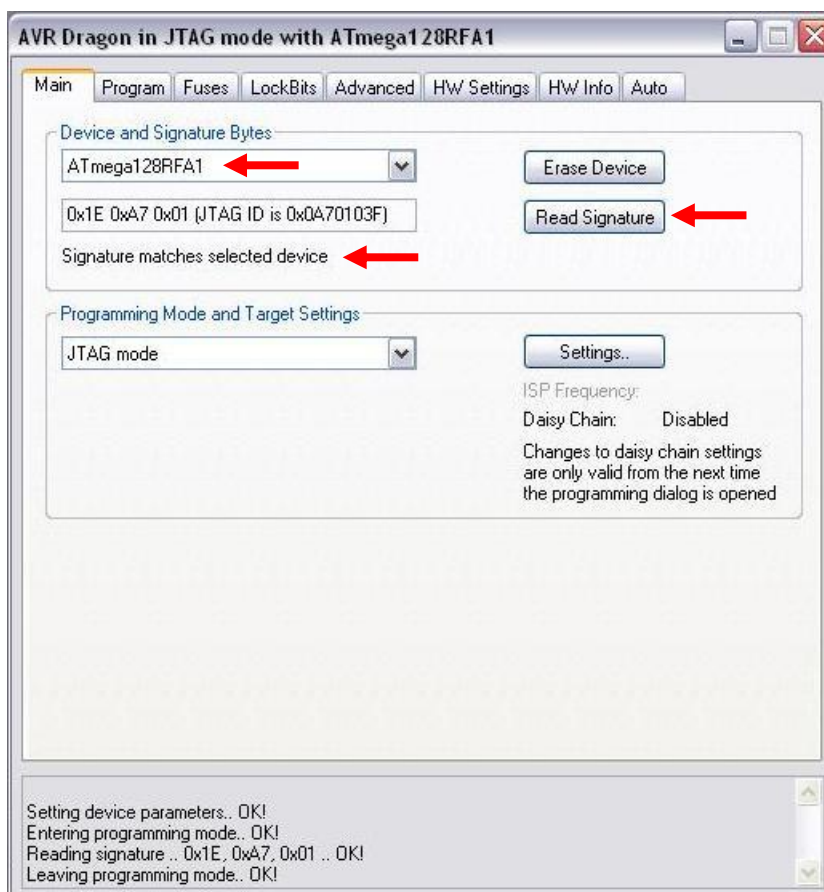 AVR Dragon in JTAG mode with ATmega128RFA1
Main Program Fuses LockBits Advanced HW Settings HW Info Auto
Device and Signature Bytes
ATmega128RFA1
Erase Device
0x1E 0xA7 0x01 (JTAG ID is 0x0A70103F)
Read Signature
Signature matches selected device
Programming Mode and Target Settings
JTAG mode
Settings..
ISP Frequency:
Daisy Chain: Disabled
Changes to daisy chain settings
are only valid from the next time
the programming dialog is opened
Setting device parameters.. OK!
Entering programming mode.. OK!
Reading signature .. 0x1E, 0xA7, 0x01 .. OK!
Leaving programming mode.. OK!